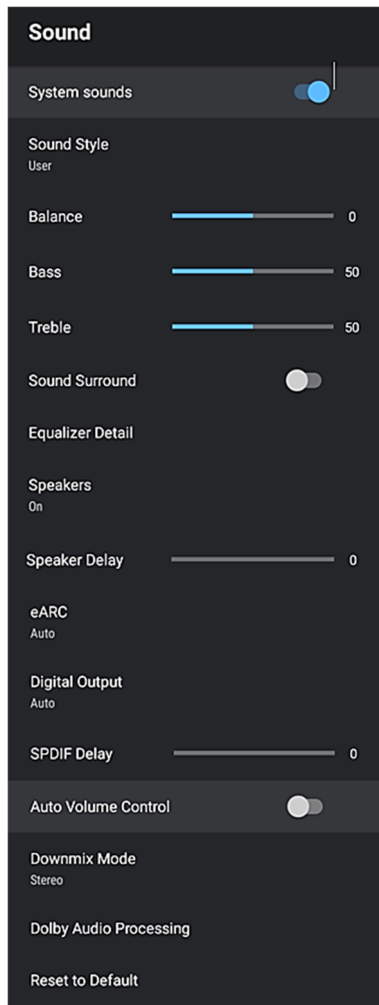 Sound
System sounds
Sound Style
User
Balance 0
Bass 50
Treble 50
Sound Surround
Equalizer Detail
Speakers
On
Speaker Delay 0
eARC
Auto
Digital Output
Auto
SPDIF Delay 0
Auto Volume Control
Downmix Mode
Stereo
Dolby Audio Processing
Reset to Default